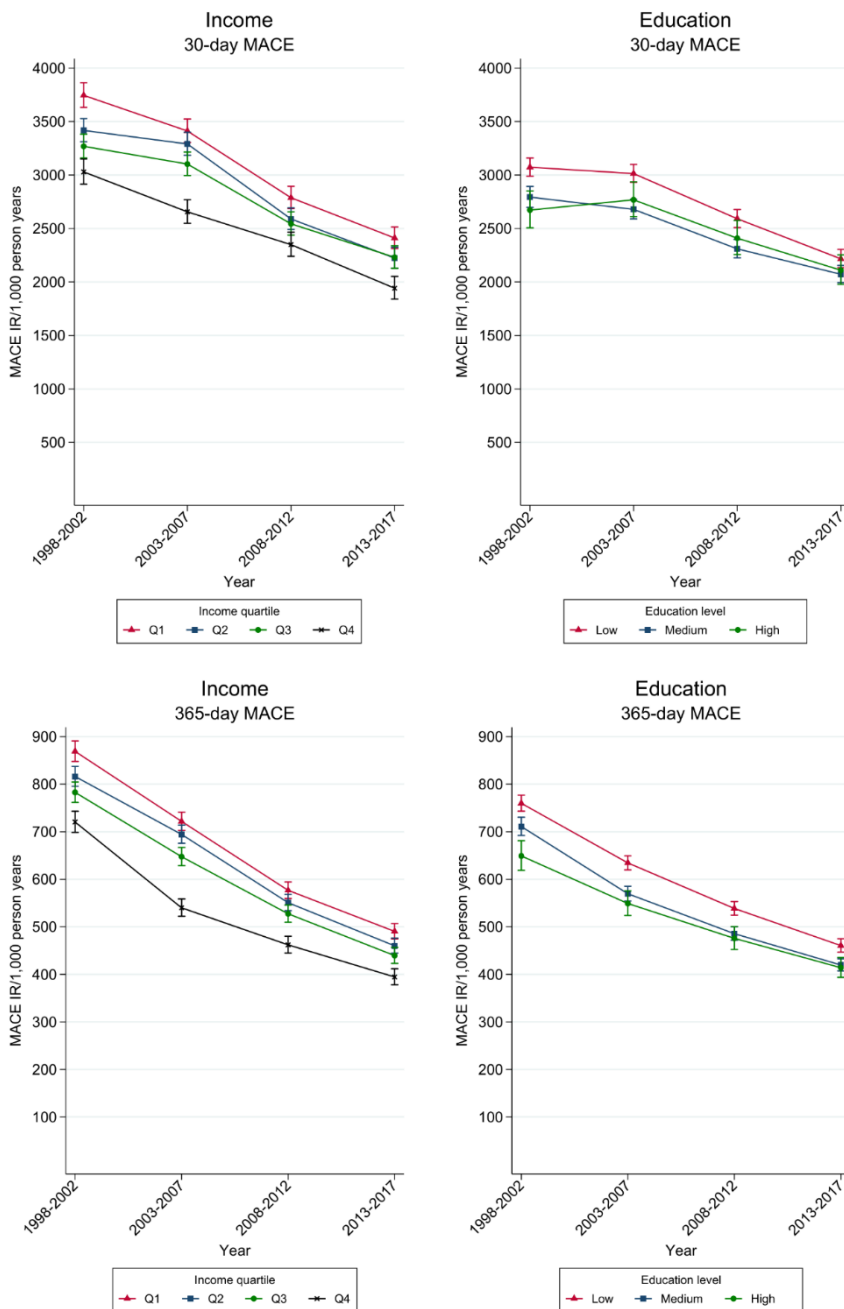 Income
30-day MACE
MACE IR/1,000 person years
4000
3500
3000
2500
2000
1500
1000
500
1998-2002
2003-2007
2008-2012
2013-2017
Year
Income quartile
Q1 Q2 Q3 Q4
Education
30-day MACE
MACE IR/1,000 person years
4000
3500
3000
2500
2000
1500
1000
500
1998-2002
2003-2007
2008-2012
2013-2017
Year
Education level
Low Medium High
Income
365-day MACE
MACE IR/1,000 person years
900
800
700
600
500
400
300
200
100
1998-2002
2003-2007
2008-2012
2013-2017
Year
Income quartile
Q1 Q2 Q3 Q4
Education
365-day MACE
MACE IR/1,000 person years
900
800
700
600
500
400
300
200
100
1998-2002
2003-2007
2008-2012
2013-2017
Year
Education level
Low Medium High